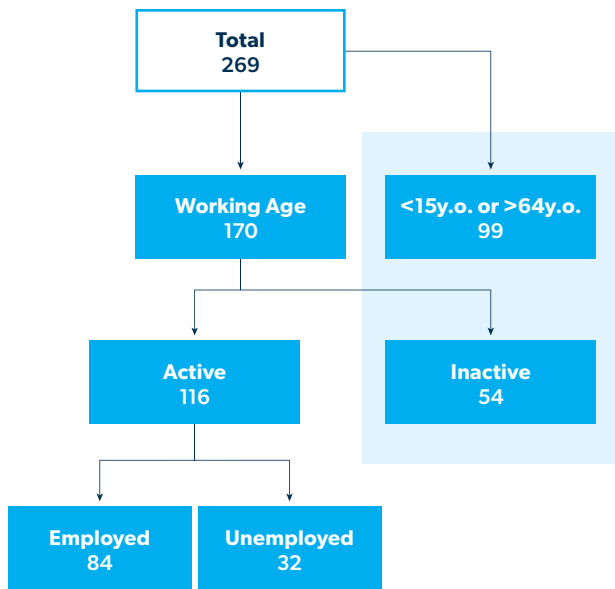 Total
269
Working Age
170
<15y.o. or >64y.o.
99
Active
116
Inactive
54
Employed
84
Unemployed
32